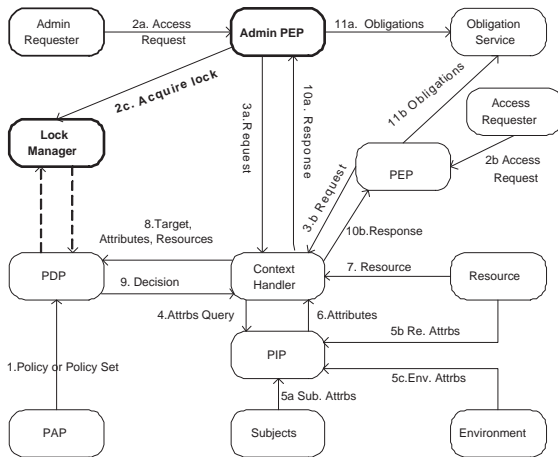 Admin
Requester
2a. Access
Request
Admin PEP
11a. Obligations
Obligation
Service
2c. Acquire lock
3a.Request
10a. Response
11b Obligations
Access
Requester
Lock
Manager
PEP
2b Access
Request
3.b Request
10b.Response
8.Target,
Attributes, Resources
PDP
9. Decision
Context
Handler
7. Resource
Resource
4.Attrbs Query
6.Attributes
5b Re. Attrbs
1.Policy or Policy Set
PIP
5c.Env. Attrbs
5a Sub. Attrbs
PAP
Subjects
Environment